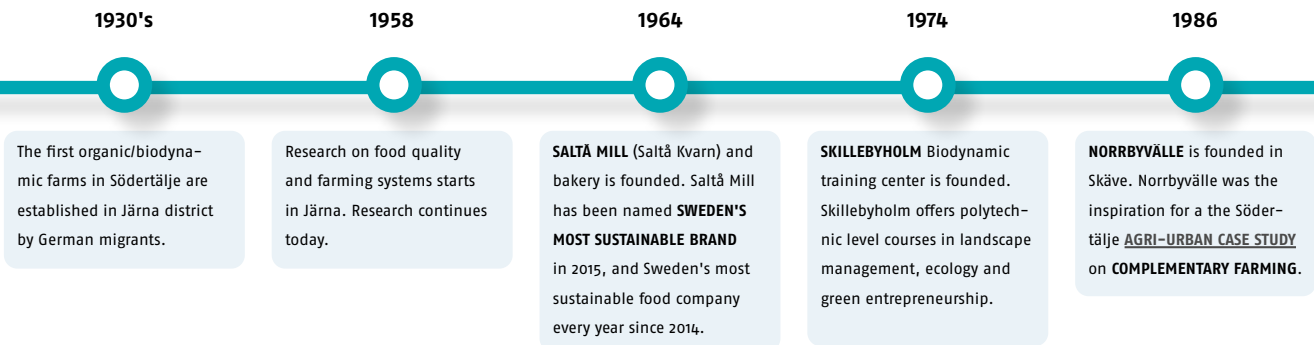 1930's
The first organic/biodyna-
mic farms in Södertälje are
established in Järna district
by German migrants.
1958
Research on food quality
and farming systems starts
in Järna. Research continues
today.
1964
SALTÅ MILL (Saltå Kvarn) and
bakery is founded. Saltå Mill
has been named SWEDEN'S
MOST SUSTAINABLE BRAND
in 2015, and Sweden's most
sustainable food company
every year since 2014.
1974
SKILLEBYHOLM Biodynamic
training center is founded.
Skillebyholm offers polytech-
nic level courses in landscape
management, ecology and
green entrepreneurship.
1986
NORRBYVÄLLE is founded in
Skäve. Norrbyvälle was the
inspiration for a the Söder-
tälje AGRI-URBAN CASE STUDY
on COMPLEMENTARY FARMING.